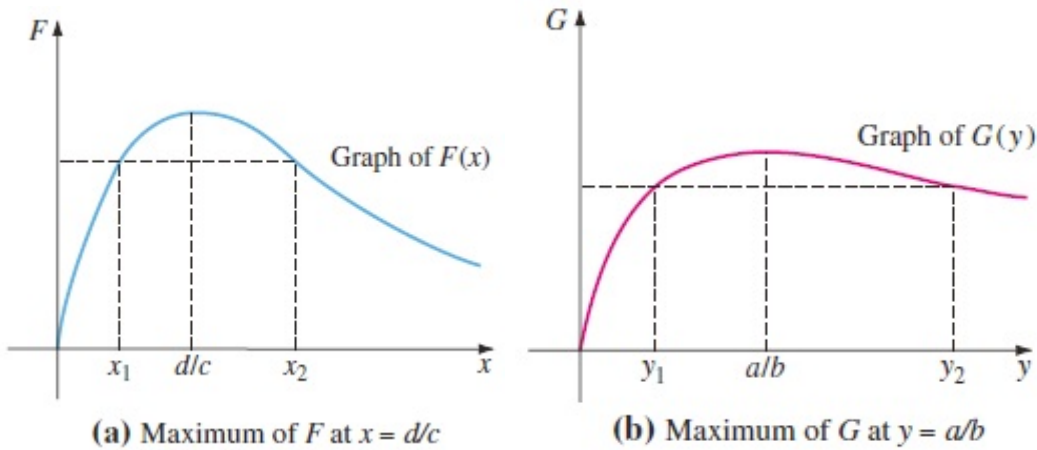 F
Graph of F(x)
x₁ d/c x₂ x
(a) Maximum of F at x = d/c
G
Graph of G(y)
y₁ a/b y₂ y
(b) Maximum of G at y = a/b